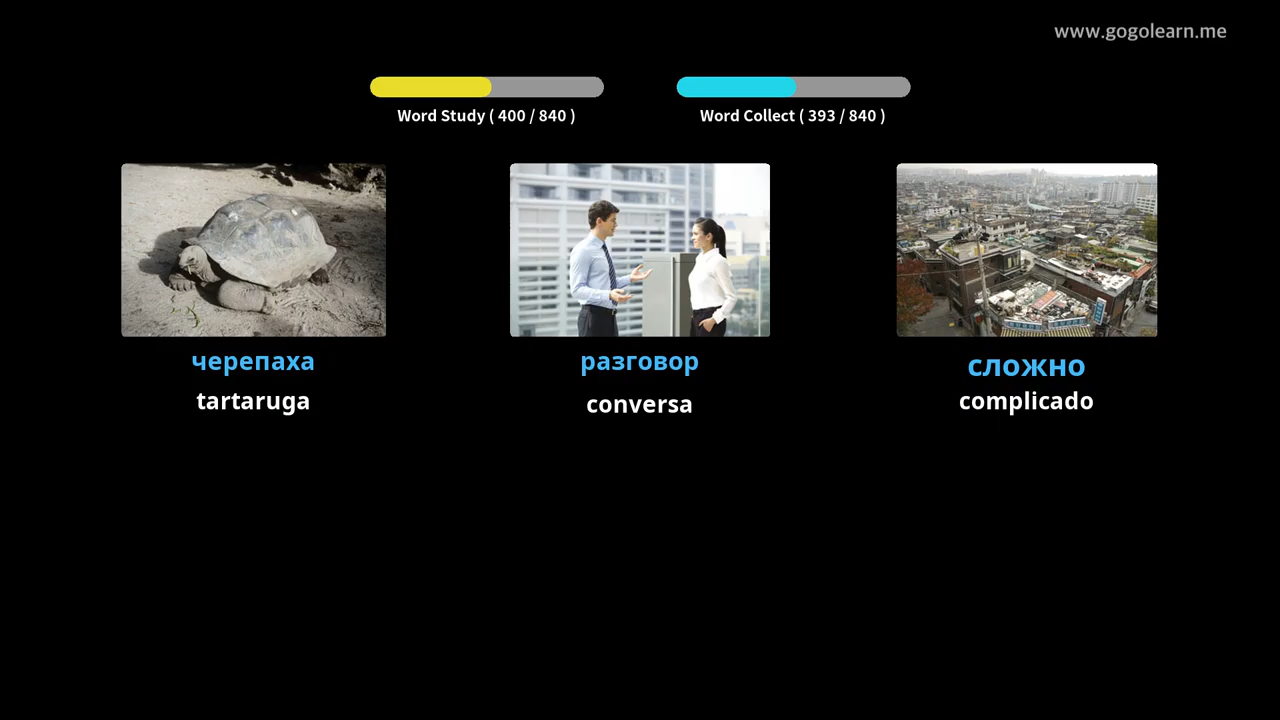 www.gogolearn.me
Word Study ( 400 / 840 )
Word Collect ( 393 / 840 )
черепаха
tartaruga
разговор
conversa
сложно
complicado